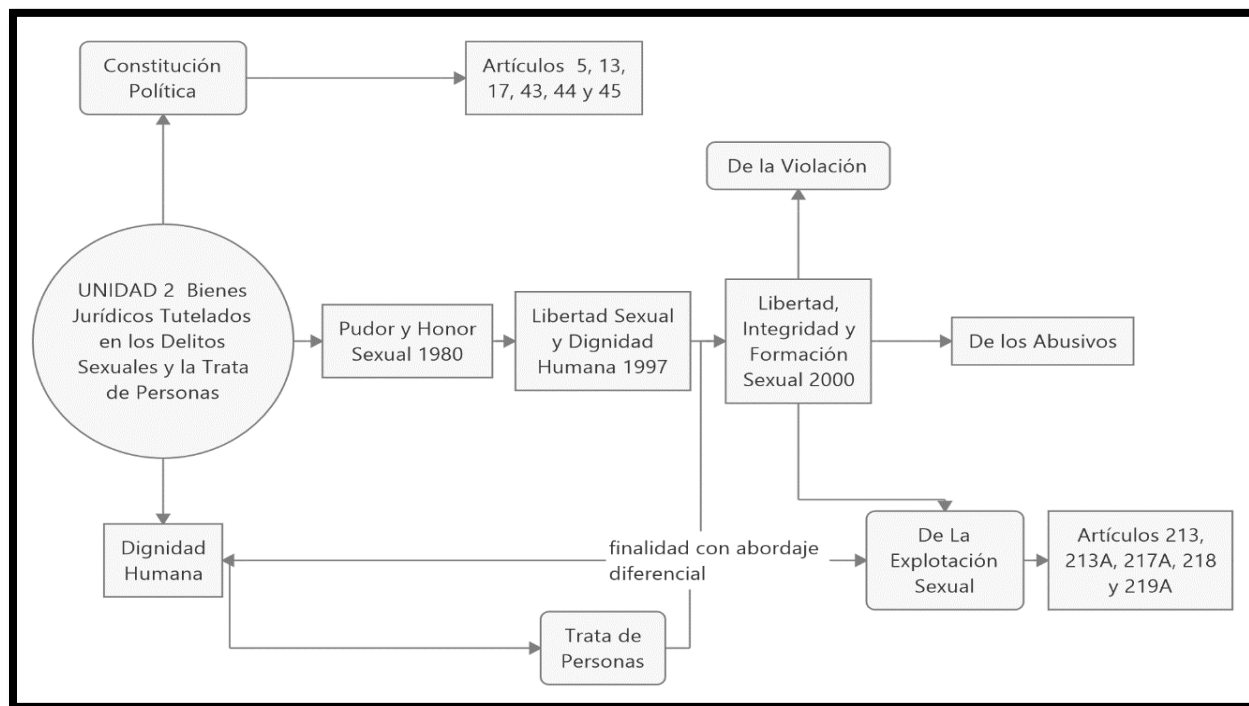 Constitución
Política
Artículos 5, 13,
17, 43, 44 y 45
De la Violación
UNIDAD 2 Bienes
Jurídicos Tutelados
en los Delitos
Sexuales y la Trata
de Personas
Pudor y Honor
Sexual 1980
Libertad Sexual
y Dignidad
Humana 1997
Libertad,
Integridad y
Formación
Sexual 2000
De los Abusivos
Dignidad
Humana
finalidad con abordaje
diferencial
De La
Explotación
Sexual
Artículos 213,
213A, 217A, 218
y 219A
Trata de
Personas